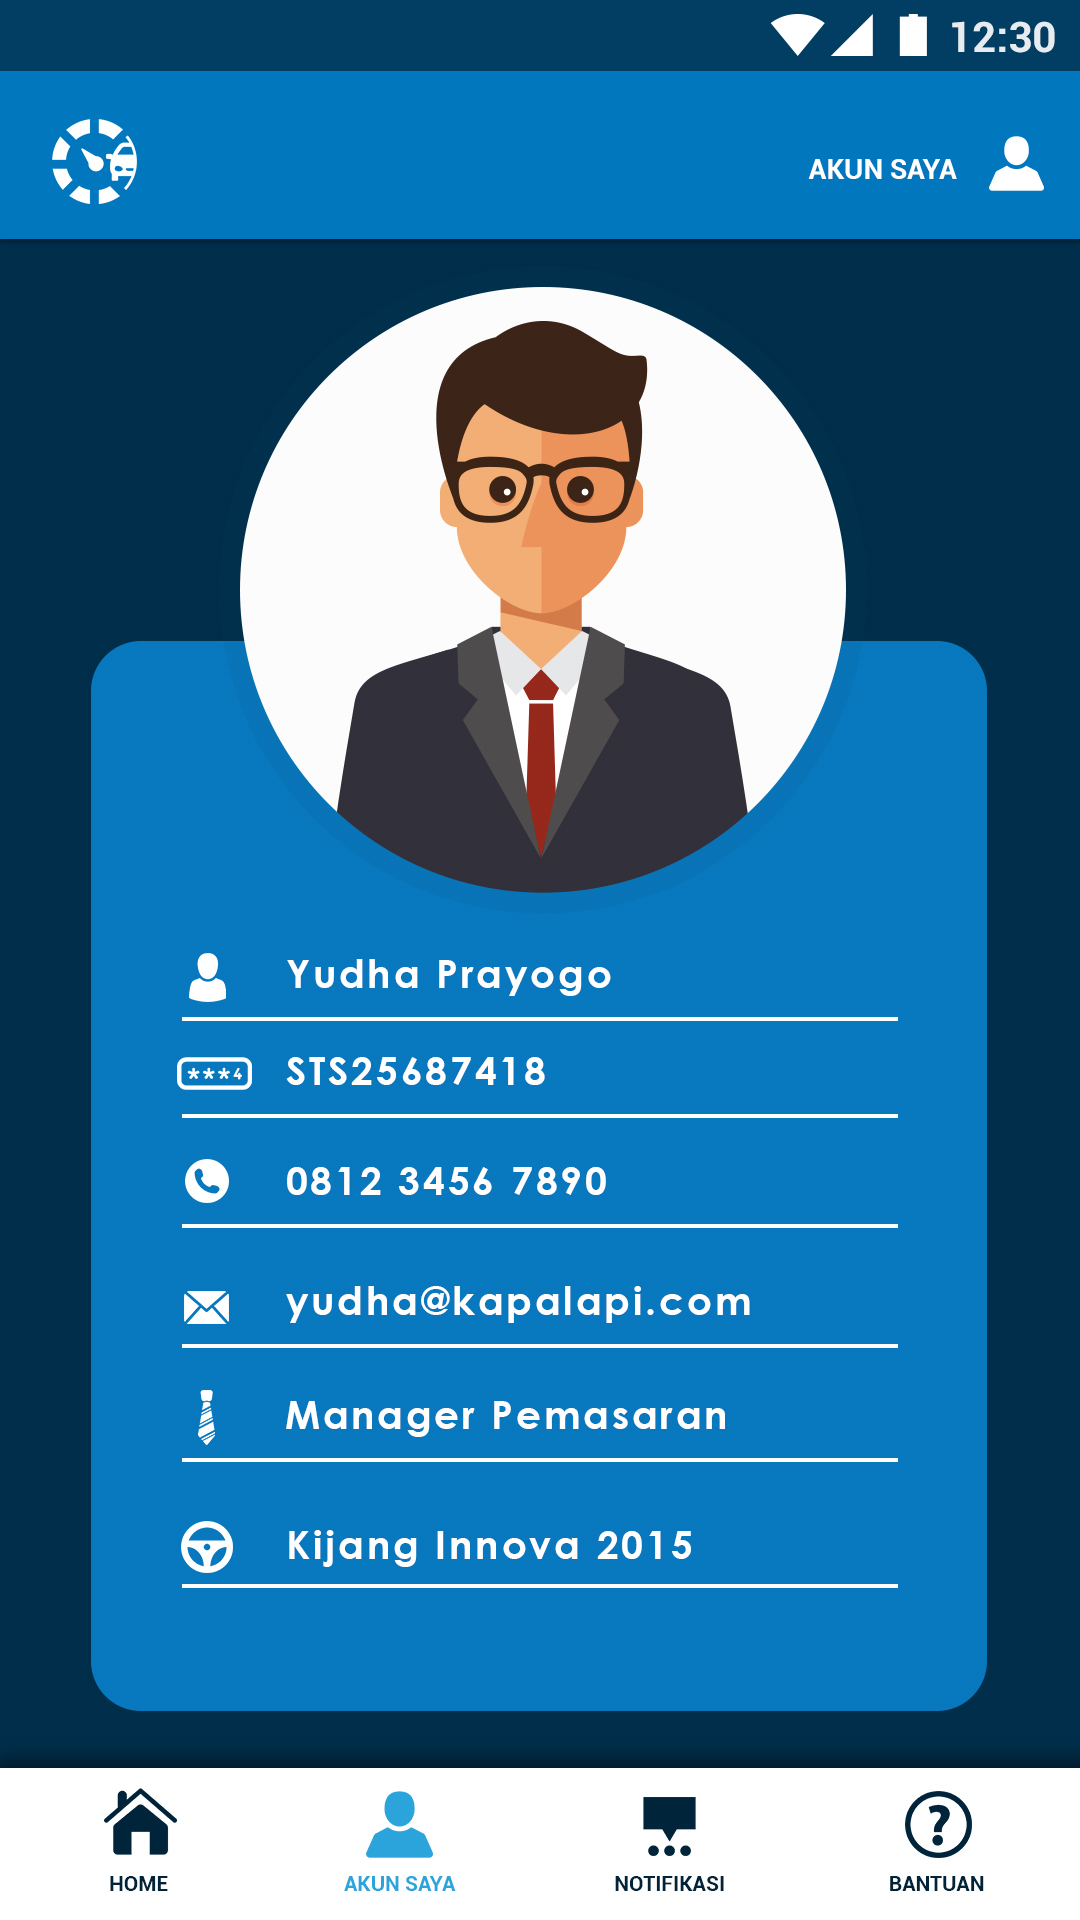 12:30
AKUN SAYA
Yudha Prayogo
***4
STS25687418
0812 3456 7890
yudha@kapalapi.com
Manager Pemasaran
Kijang Innova 2015
HOME
AKUN SAYA
NOTIFIKASI
BANTUAN